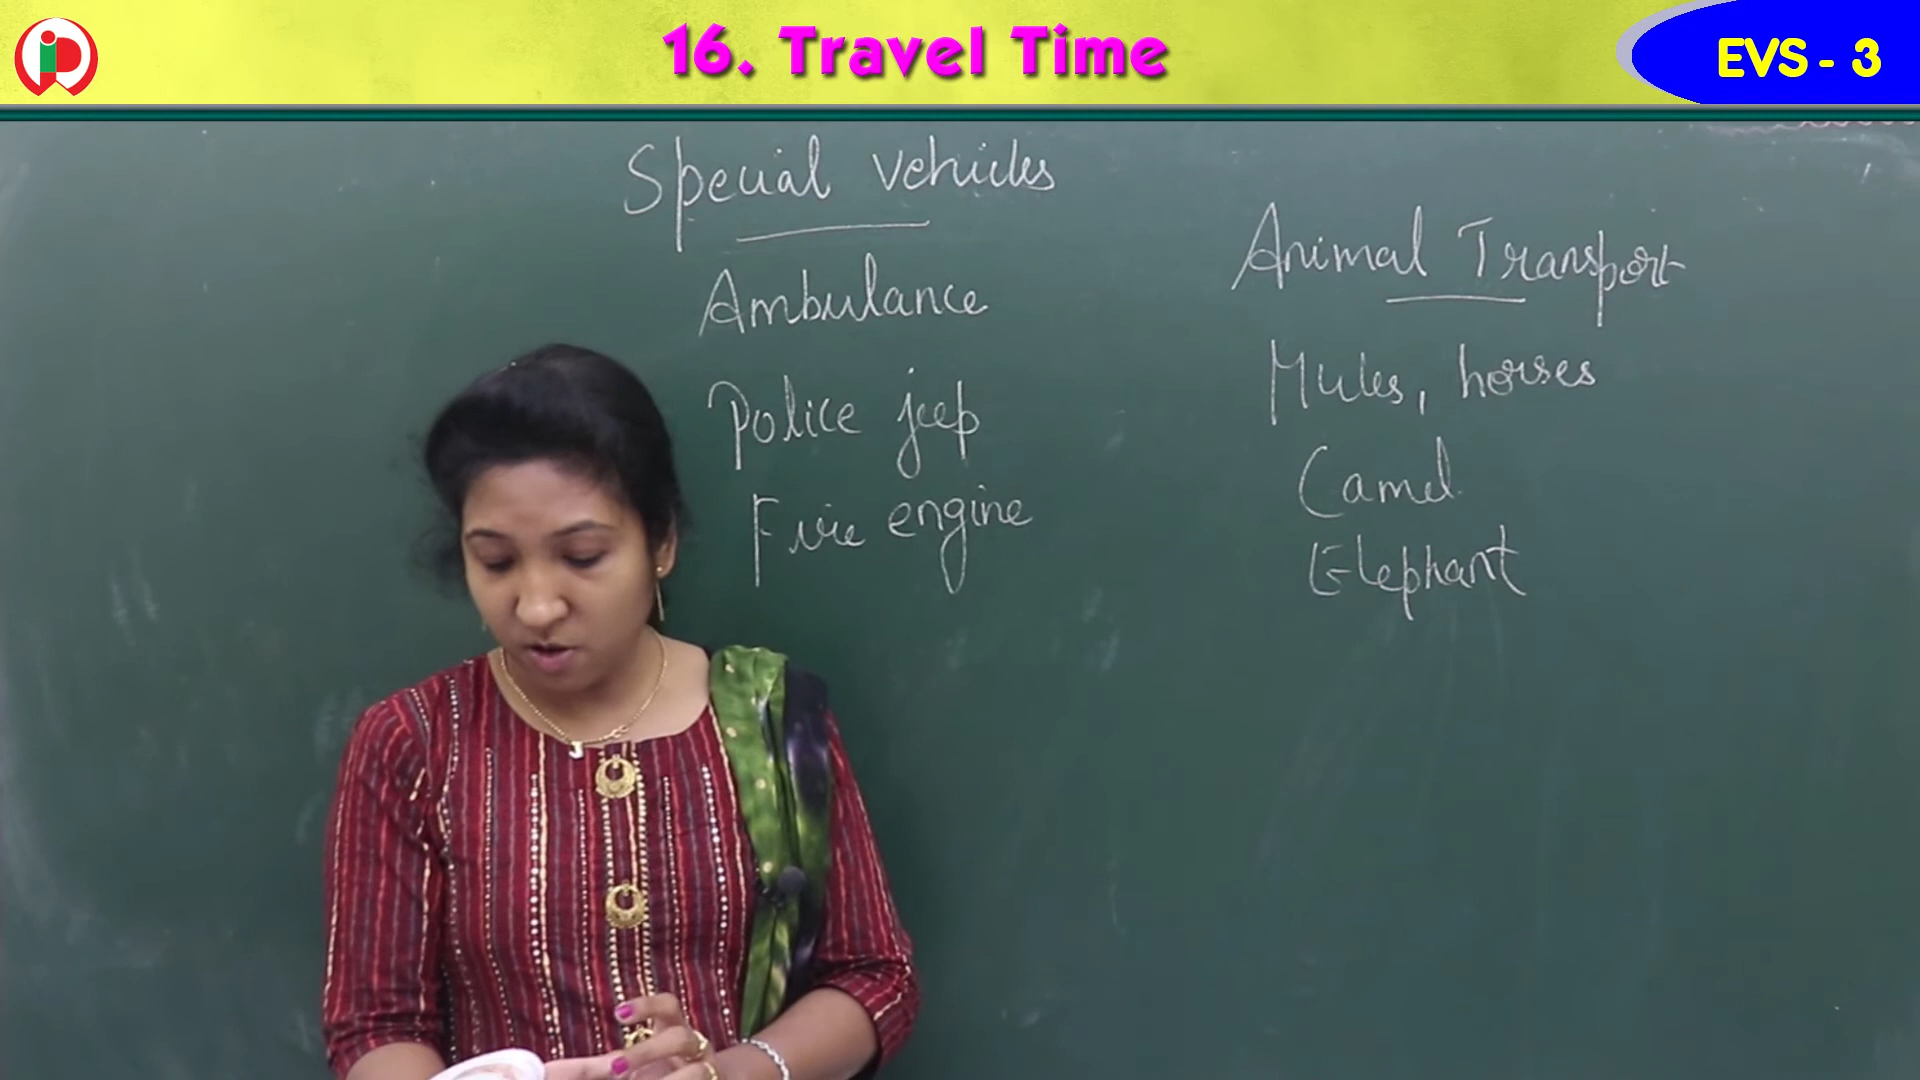 16. Travel Time
EVS - 3
Special vehicles
Ambulance
Police jeep
Fire engine
Animal Transport
Mules, horses
Camel
Elephant